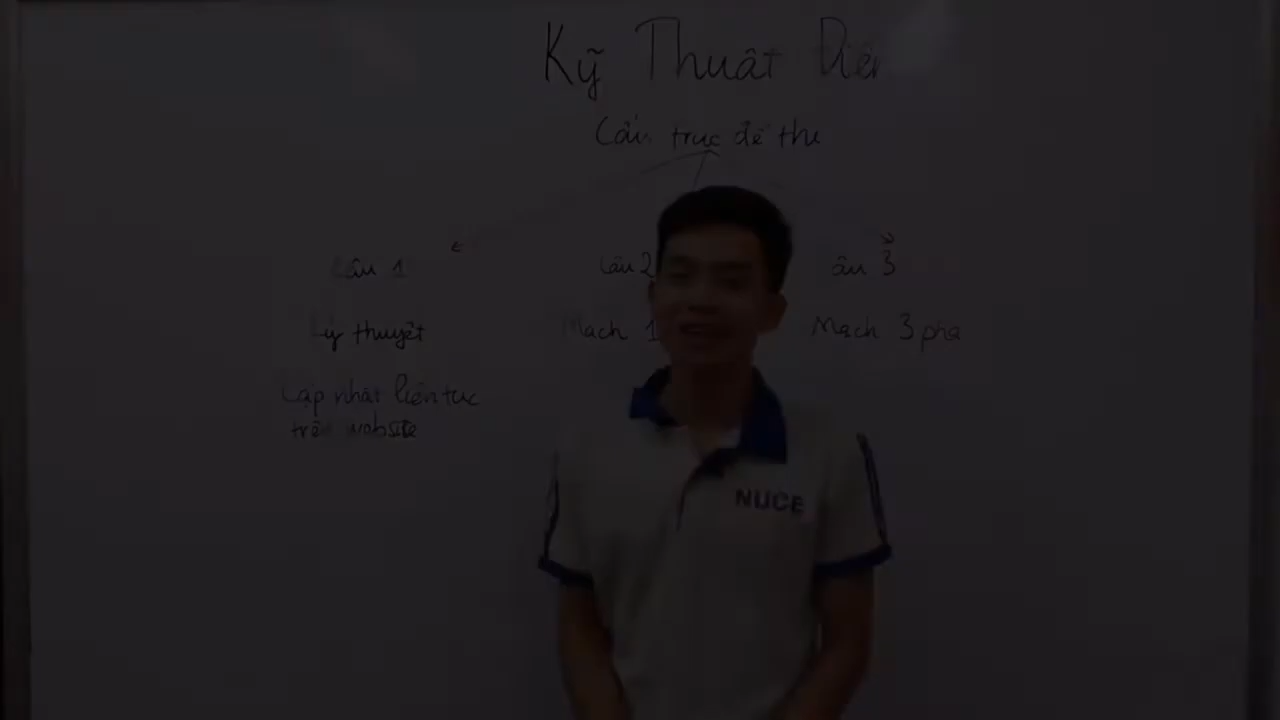 Kỹ Thuật
Cấu trúc đề thi
Câu 1
Câu 2
Câu 3
Lý thuyết
Mạch 1
Mạch 3 pha
Cập nhật liên tục
trên website
NUCE